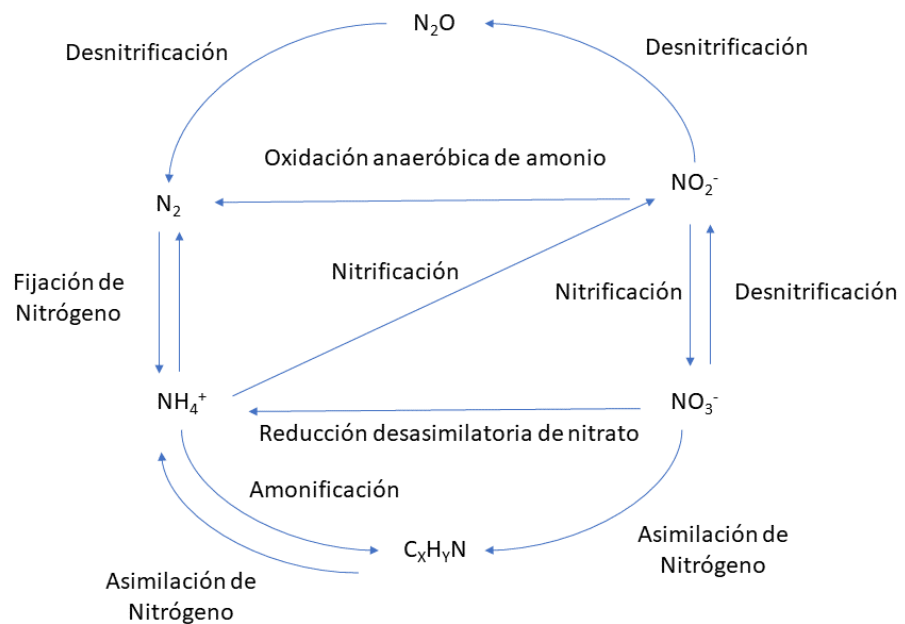 N₂O
Desnitrificación
Desnitrificación
Oxidación anaeróbica de amonio
N₂
NO₂⁻
Nitrificación
Fijación de
Nitrógeno
Nitrificación
Desnitrificación
NH₄⁺
NO₃⁻
Reducción desasimilatoria de nitrato
Amonificación
CₓHᵧN
Asimilación de
Nitrógeno
Asimilación de
Nitrógeno